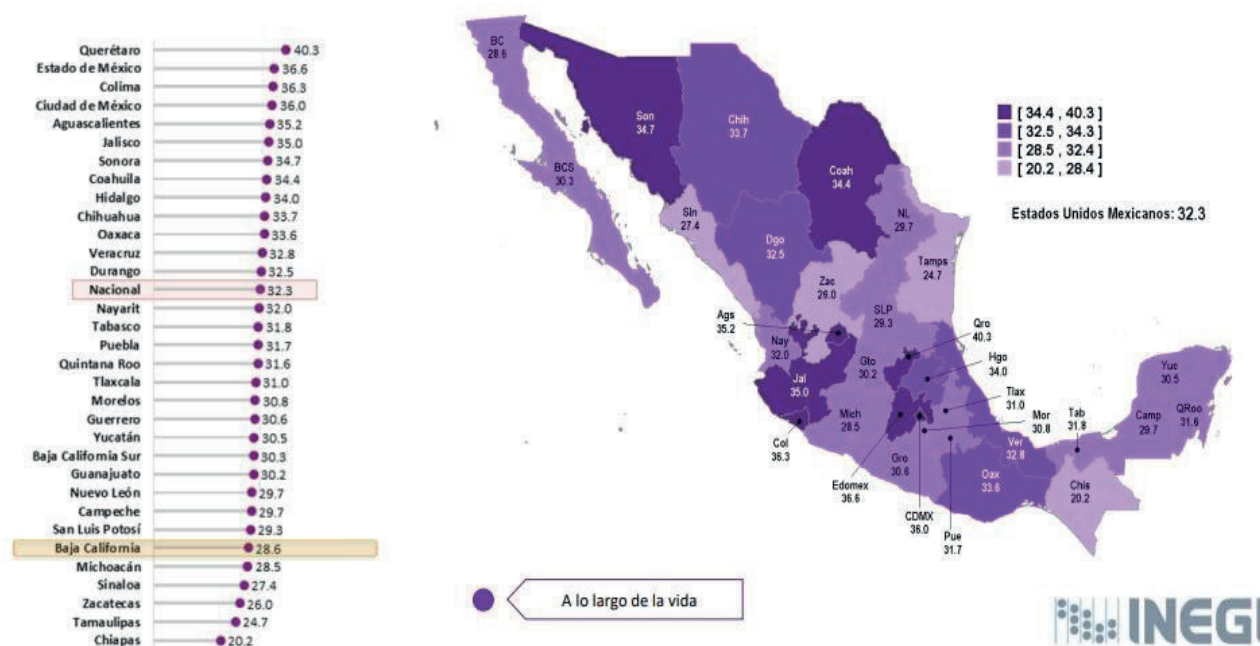 Querétaro 40.3
Estado de México 36.6
Colima 36.3
Ciudad de México 36.0
Aguascalientes 35.2
Jalisco 35.0
Sonora 34.7
Coahuila 34.4
Hidalgo 34.0
Chihuahua 33.7
Oaxaca 33.6
Veracruz 32.8
Durango 32.5
Nacional 32.3
Nayarit 32.0
Tabasco 31.8
Puebla 31.7
Quintana Roo 31.6
Tlaxcala 31.0
Morelos 30.8
Guerrero 30.6
Yucatán 30.5
Baja California Sur 30.3
Guanajuato 30.2
Nuevo León 29.7
Campeche 29.7
San Luis Potosí 29.3
Baja California 28.6
Michoacán 28.5
Sinaloa 27.4
Zacatecas 26.0
Tamaulipas 24.7
Chiapas 20.2
BC
28.6
Son
34.7
Chih
33.7
BCS
30.3
Coah
34.4
Sln
27.4
NL
29.7
Dgo
32.5
Tamps
24.7
Zac
26.0
SLP
29.3
Ags
35.2
Nay
32.0
Gto
30.2
Qro
40.3
Hgo
34.0
Jal
35.0
Tlax
31.0
Mich
28.5
Mor
30.8
Tab
31.8
Yuc
30.5
Camp
29.7
QRoo
31.6
Col
36.3
Gro
30.6
Ver
32.8
Edomex
36.6
Oax
33.6
Chis
20.2
CDMX
36.0
Pue
31.7
[ 34.4 , 40.3 ]
[ 32.5 , 34.3 ]
[ 28.5 , 32.4 ]
[ 20.2 , 28.4 ]
Estados Unidos Mexicanos: 32.3
A lo largo de la vida
INEGI